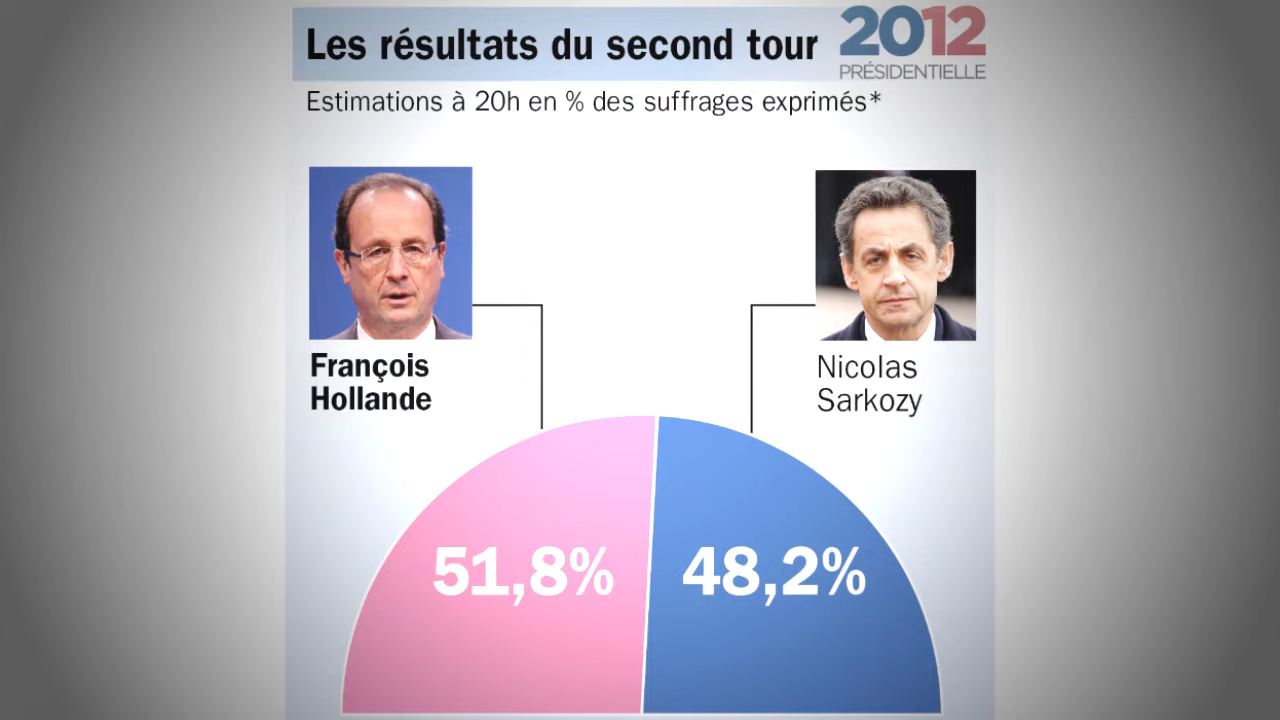 Les résultats du second tour
2012
PRÉSIDENTIELLE
Estimations à 20h en % des suffrages exprimés*
François
Hollande
Nicolas
Sarkozy
51,8%
48,2%